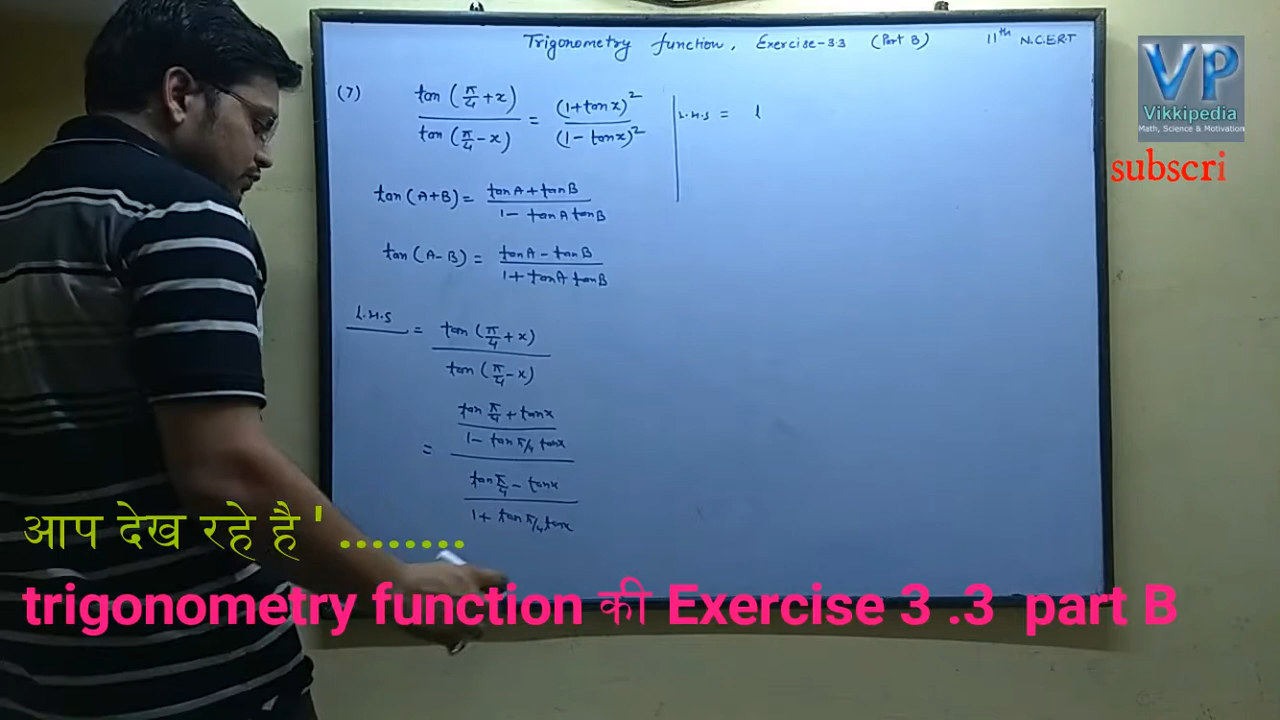 Trigonometry function, Exercise-3.3 (Part B) 11th N.C.E.R.T
VP
Vikkipedia
Math, Science & Motivation
subscri
(7) tan(π/4+x) / tan(π/4-x) = (1+tanx)² / (1-tanx)²
L.H.S = 1
tan(A+B) = tanA+tanB / 1-tanA tanB
tan(A-B) = tanA-tanB / 1+tanA tanB
L.H.S = tan(π/4+x) / tan(π/4-x)
= tan π/4+tanx / 1-tan π/4 tanx
tan π/4-tanx / 1+tan π/4 tanx
आप देख रहे है ' ........
trigonometry function की Exercise 3 .3 part B